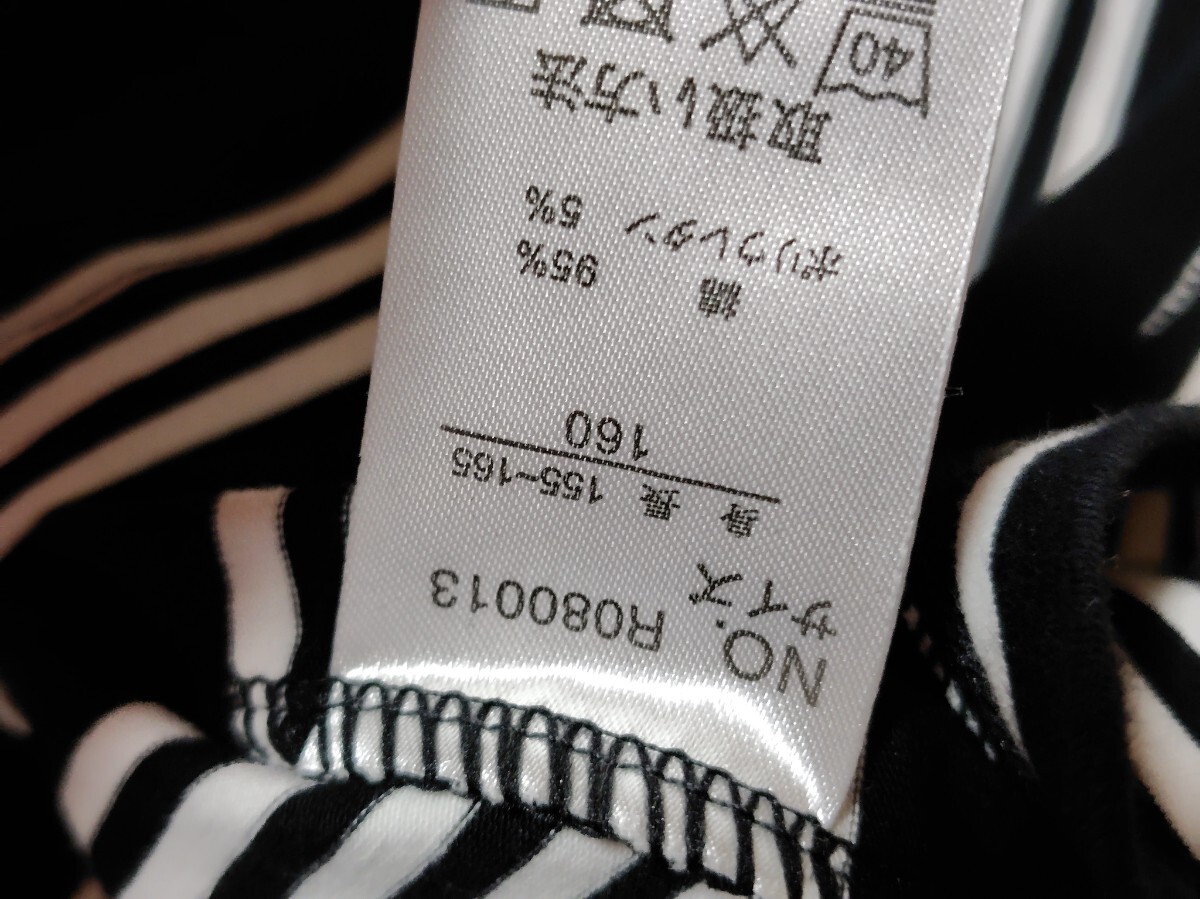 NO. R080013
サイズ
身 長 155~165
160
綿 95%
ポリウレタン 5%
取扱い方法
40